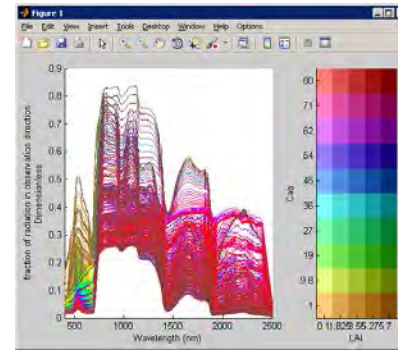 Figure 1
File Edit View Insert Tools Desktop Window Help Options
0.9
0.8
0.7
0.6
0.5
0.4
0.3
0.2
0.1
0
fraction of radiation in observation direction
Dimensionless
500 1000 1500 2000 2500
Wavelength (nm)
80
71
62
54
45
36
27
19
9.8
1
Cab
LAI